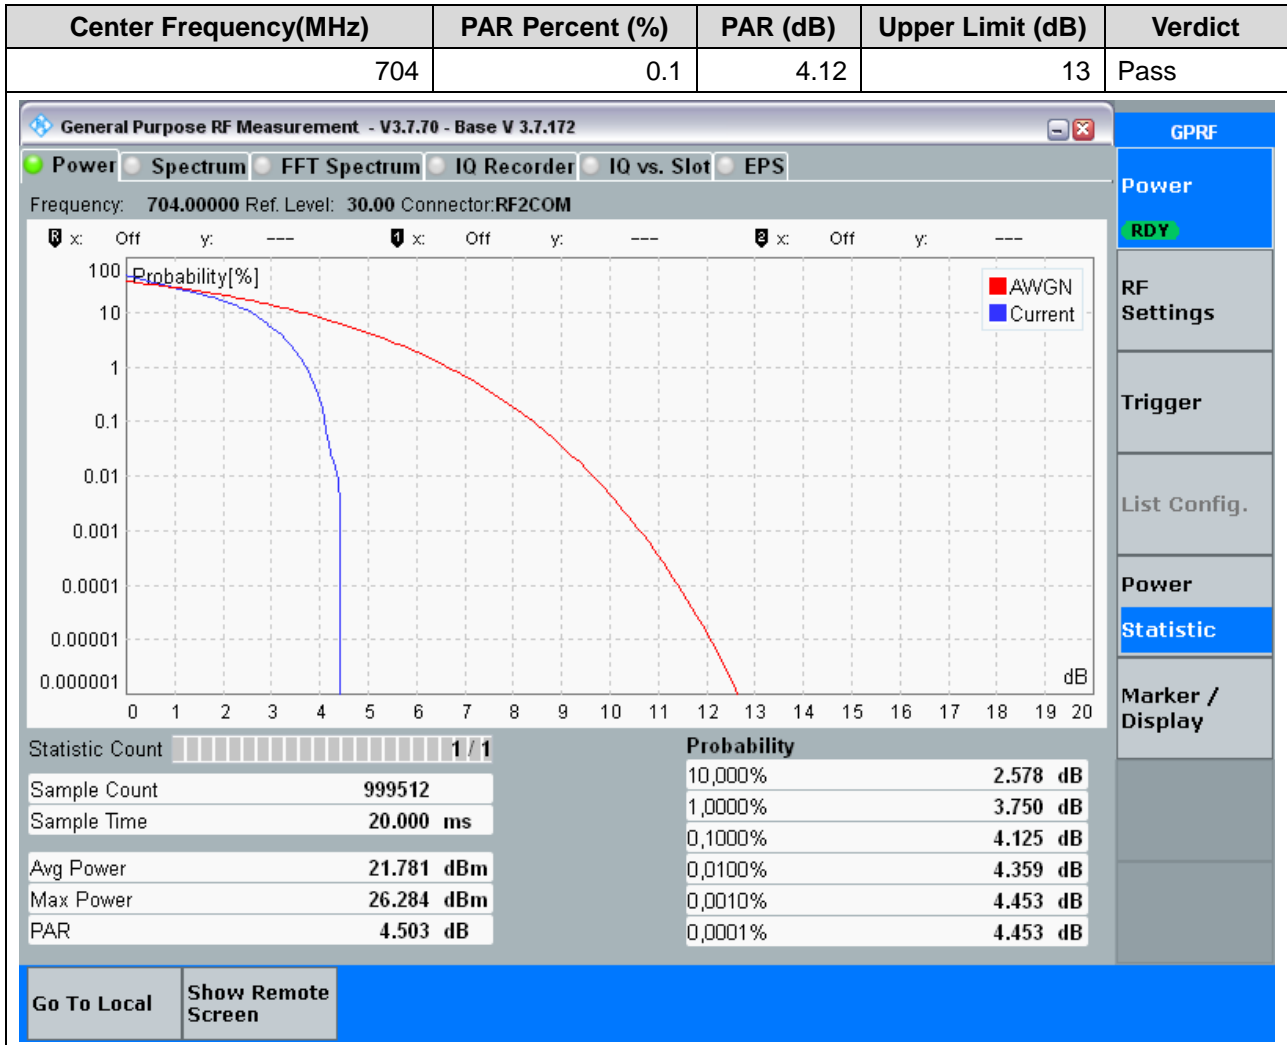 Center Frequency(MHz) PAR Percent (%) PAR (dB) Upper Limit (dB) Verdict
704 0.1 4.12 13 Pass
General Purpose RF Measurement - V3.7.70 - Base V 3.7.172
GPRF
Power Spectrum FFT Spectrum IQ Recorder IQ vs. Slot EPS
Power
RDY
Frequency: 704.00000 Ref. Level: 30.00 Connector:RF2COM
R x: Off y: --- 1 x: Off y: --- 2 x: Off y: ---
Probability[%]
100
10
1
0.1
0.01
0.001
0.0001
0.00001
0.000001
AWGN
Current
dB
0 1 2 3 4 5 6 7 8 9 10 11 12 13 14 15 16 17 18 19 20
RF
Settings
Trigger
List Config.
Power
Statistic
Marker /
Display
Statistic Count 1 / 1
Sample Count 999512
Sample Time 20.000 ms
Avg Power 21.781 dBm
Max Power 26.284 dBm
PAR 4.503 dB
Probability
10,000% 2.578 dB
1,0000% 3.750 dB
0,1000% 4.125 dB
0,0100% 4.359 dB
0,0010% 4.453 dB
0,0001% 4.453 dB
Go To Local
Show Remote
Screen